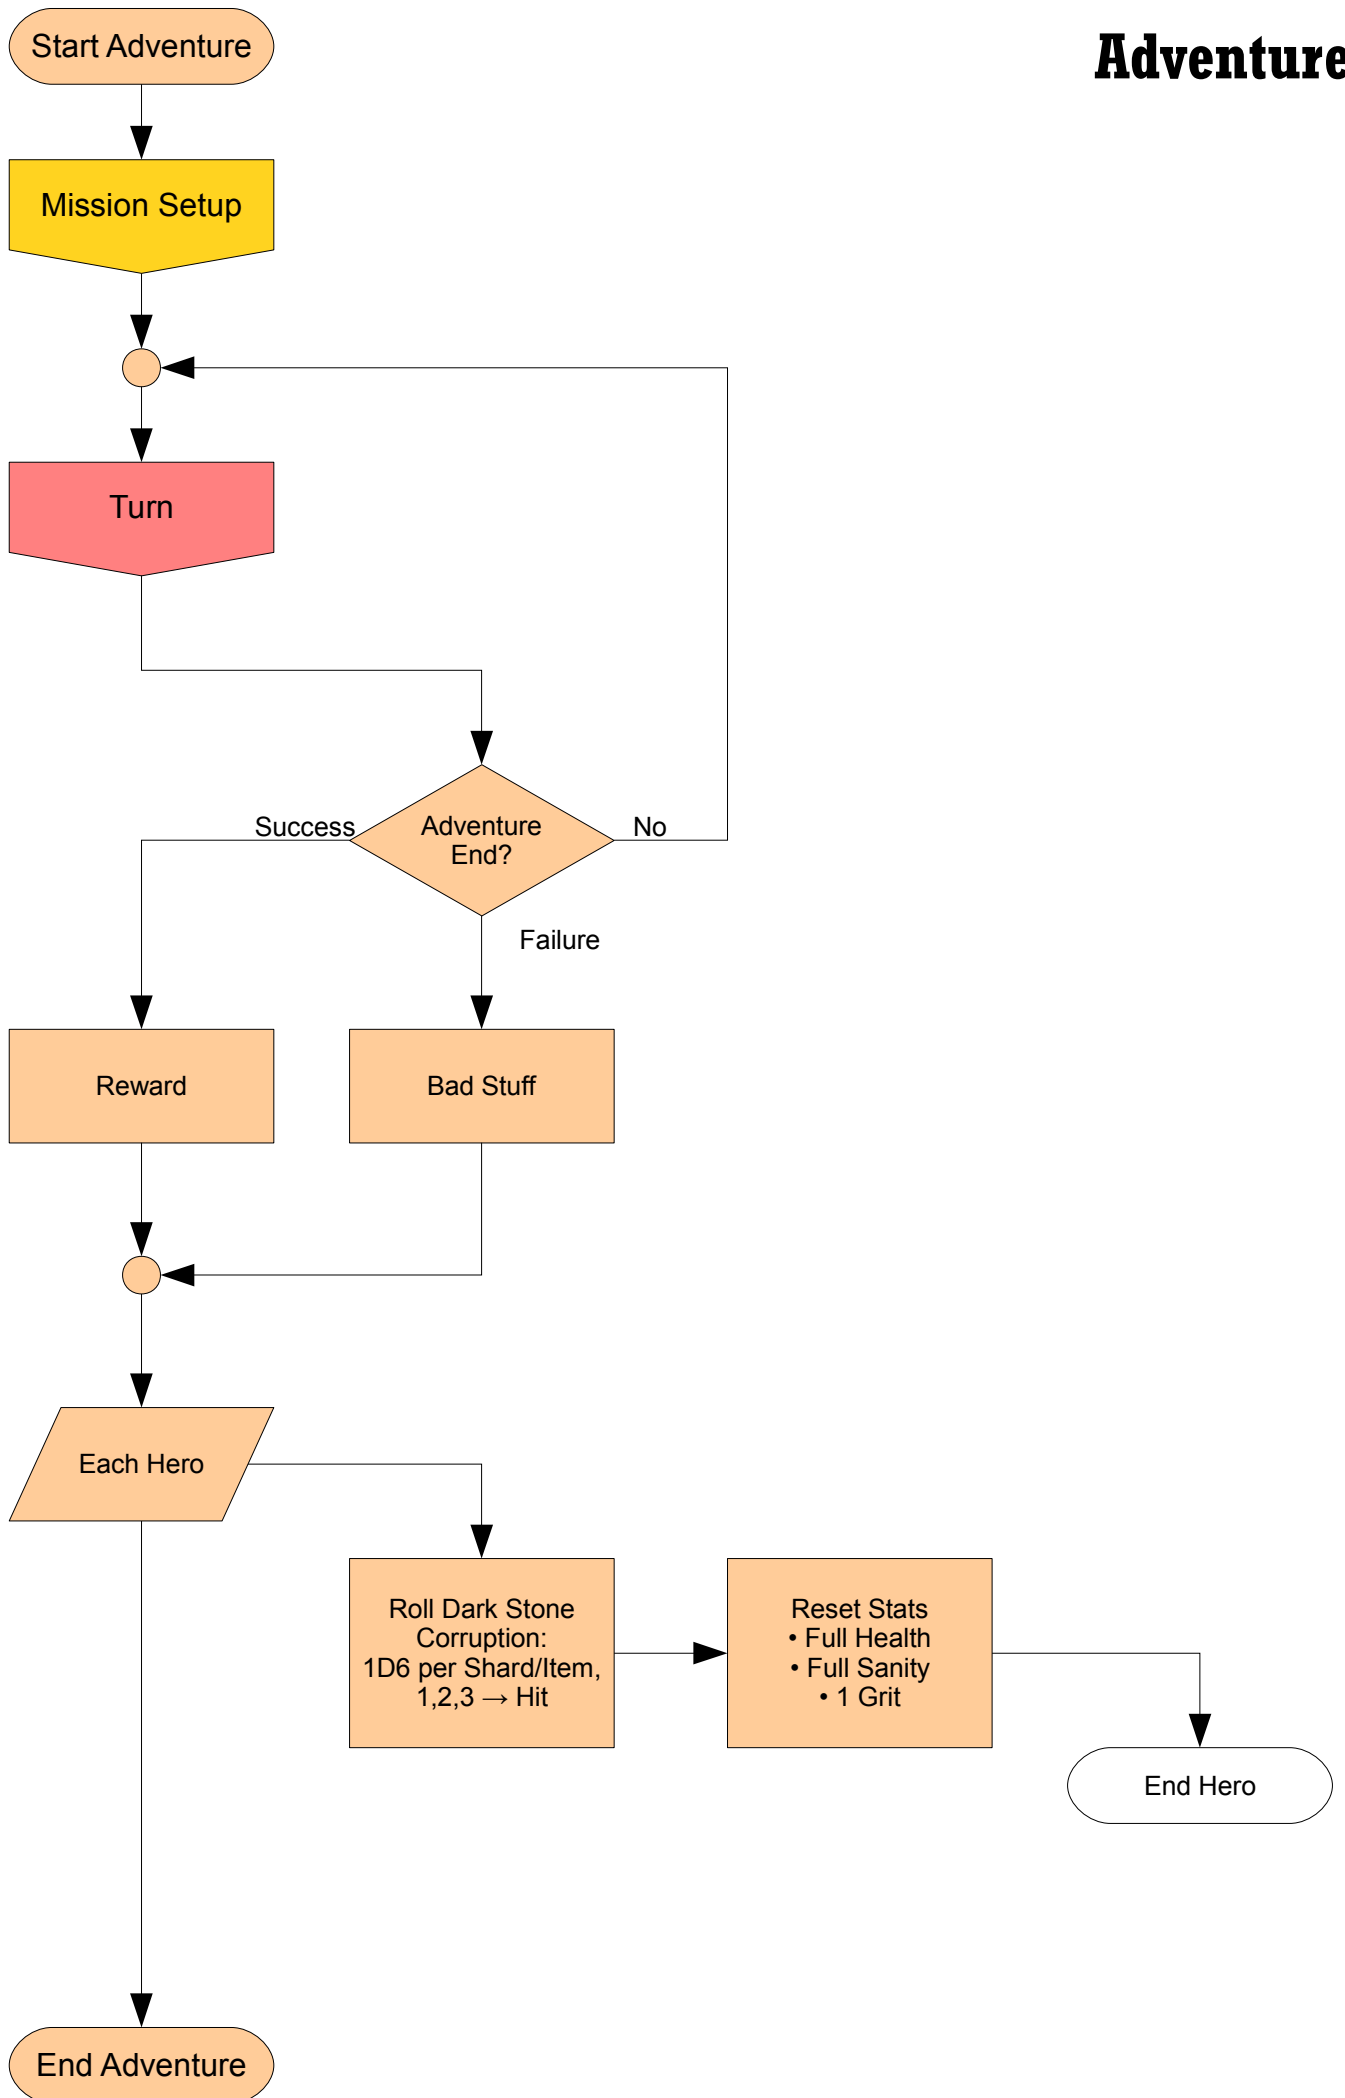 Start Adventure
Adventure
Mission Setup
Turn
Success
Adventure
End?
No
Failure
Reward
Bad Stuff
Each Hero
Roll Dark Stone
Corruption:
1D6 per Shard/Item,
1,2,3 → Hit
Reset Stats
• Full Health
• Full Sanity
• 1 Grit
End Hero
End Adventure